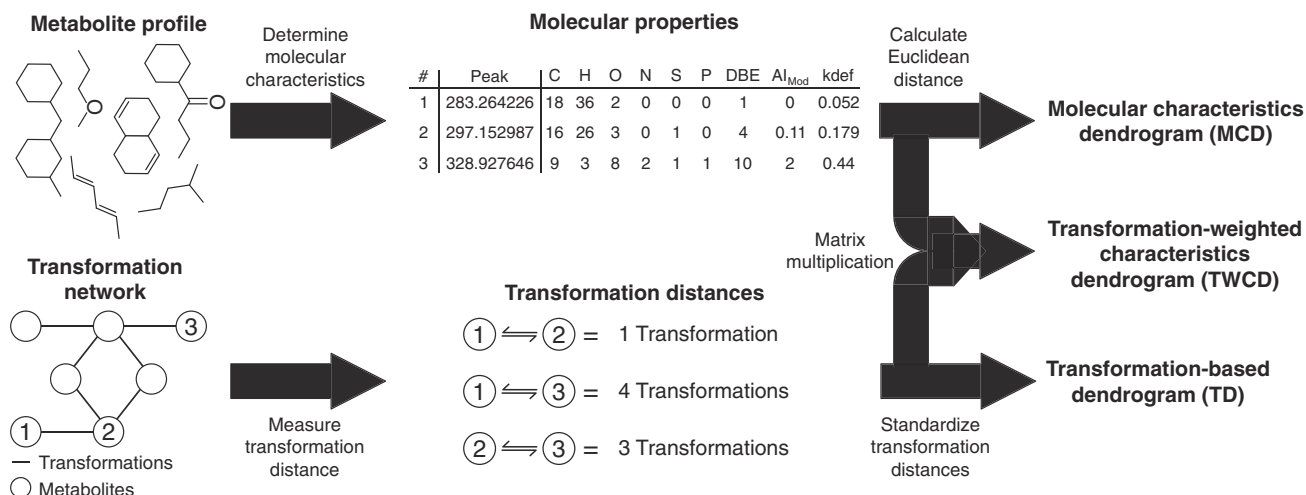 Metabolite profile
O
O
Determine
molecular
characteristics
Molecular properties
# Peak C H O N S P DBE AIMod kdef
1 283.264226 18 36 2 0 0 0 1 0 0.052
2 297.152987 16 26 3 0 1 0 4 0.11 0.179
3 328.927646 9 3 8 2 1 1 10 2 0.44
Calculate
Euclidean
distance
Molecular characteristics
dendrogram (MCD)
Matrix
multiplication
Transformation-weighted
characteristics
dendrogram (TWCD)
Transformation
network
3
1
2
Transformations
Metabolites
Measure
transformation
distance
Transformation distances
1 ⇌ 2 = 1 Transformation
1 ⇌ 3 = 4 Transformations
2 ⇌ 3 = 3 Transformations
Standardize
transformation
distances
Transformation-based
dendrogram (TD)